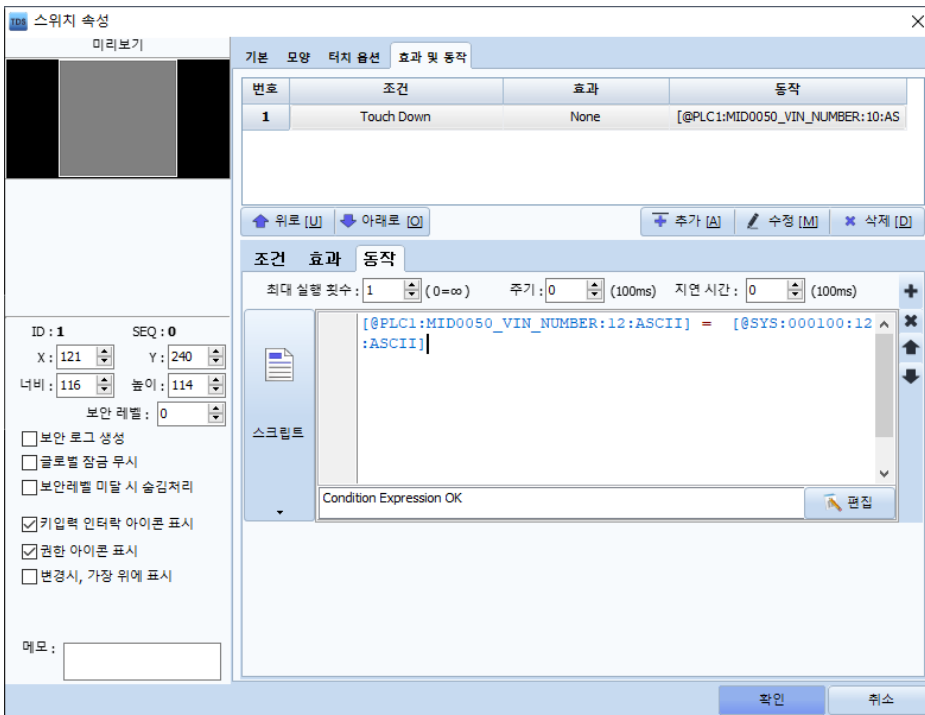 TDS 스위치 속성
미리보기
기본 모양 터치 옵션 효과 및 동작
번호 조건 효과 동작
1 Touch Down None [@PLC1:MID0050_VIN_NUMBER:10:AS
위로 [U] 아래로 [O] 추가 [A] 수정 [M] 삭제 [D]
조건 효과 동작
최대 실행 횟수 : 1 ( 0=∞ ) 주기 : 0 (100ms) 지연 시간 : 0 (100ms)
[@PLC1:MID0050_VIN_NUMBER:12:ASCII] = [@SYS:000100:12
:ASCII]
스크립트
Condition Expression OK
편집
ID : 1 SEQ : 0
X : 121 Y : 240
너비 : 116 높이 : 114
보안 레벨 : 0
보안 로그 생성
글로벌 잠금 무시
보안레벨 미달 시 숨김처리
키입력 인터락 아이콘 표시
권한 아이콘 표시
변경시, 가장 위에 표시
메모 :
확인 취소